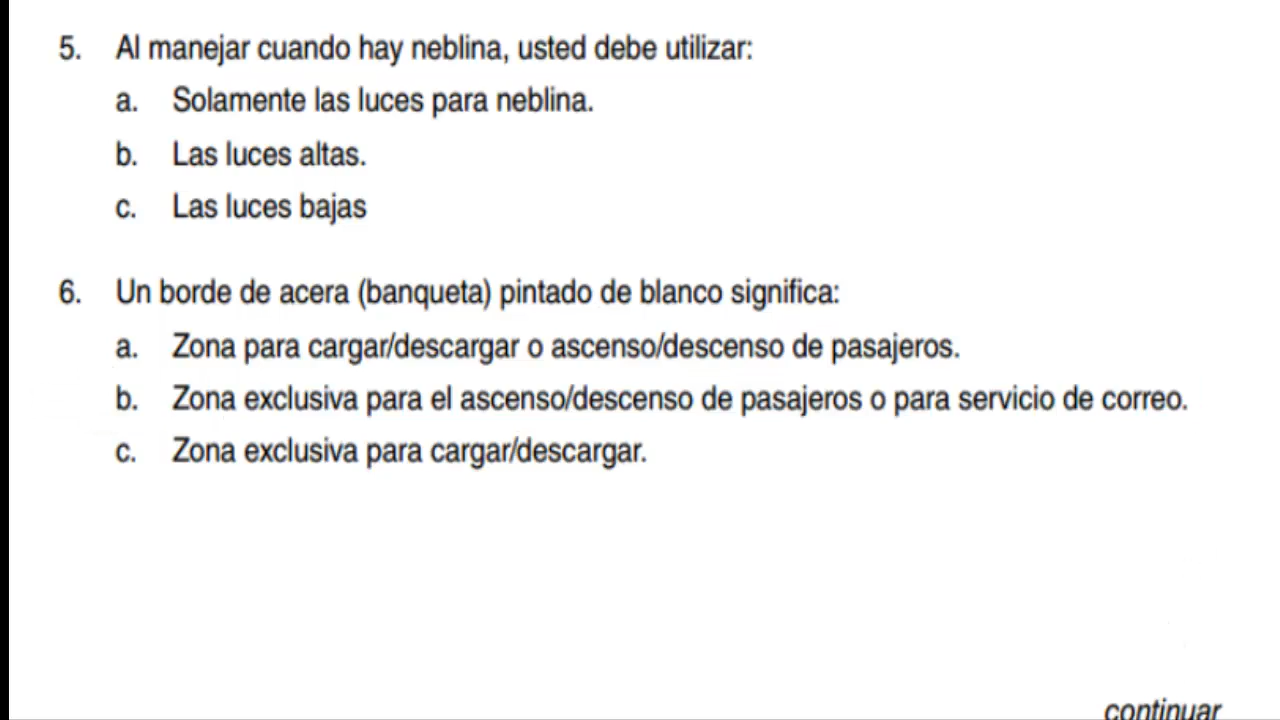 5. Al manejar cuando hay neblina, usted debe utilizar:
a. Solamente las luces para neblina.
b. Las luces altas.
c. Las luces bajas
6. Un borde de acera (banqueta) pintado de blanco significa:
a. Zona para cargar/descargar o ascenso/descenso de pasajeros.
b. Zona exclusiva para el ascenso/descenso de pasajeros o para servicio de correo.
c. Zona exclusiva para cargar/descargar.
continuar